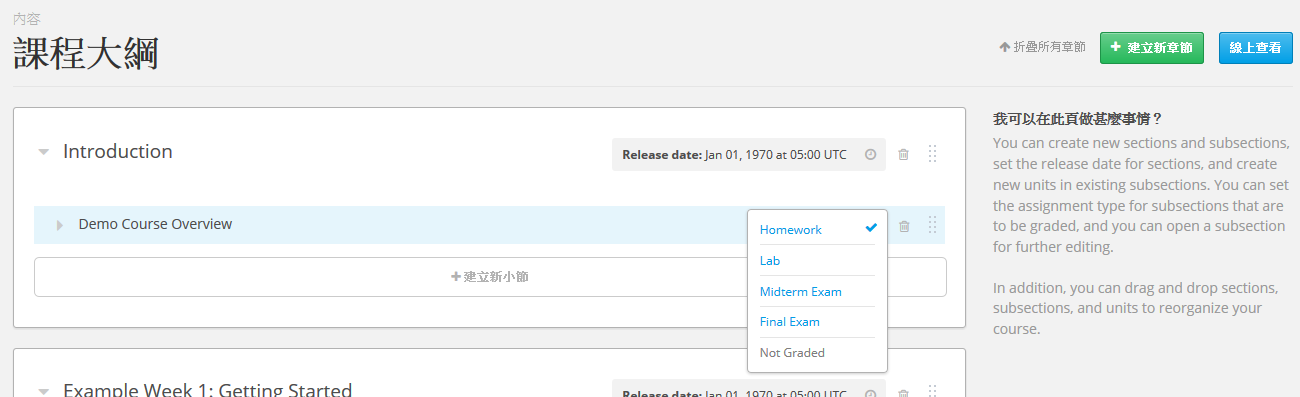 內容
課程大綱
折疊所有章節
+ 建立新章節
線上查看
Introduction
Release date: Jan 01, 1970 at 05:00 UTC
Demo Course Overview
Homework
Lab
Midterm Exam
Final Exam
Not Graded
+建立新小節
Example Week 1: Getting Started
Release date: Jan 01, 1970 at 05:00 UTC
我可以在此頁做甚麼事情？
You can create new sections and subsections,
set the release date for sections, and create
new units in existing subsections. You can set
the assignment type for subsections that are
to be graded, and you can open a subsection
for further editing.
In addition, you can drag and drop sections,
subsections, and units to reorganize your
course.